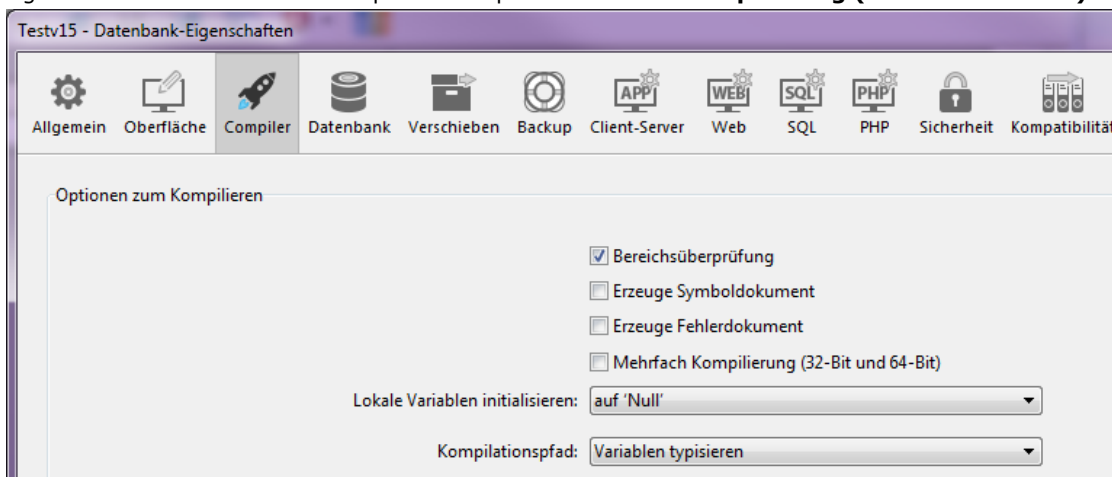 pilierung (
Testv15 - Datenbank-Eigenschaften
Allgemein Oberfläche Compiler Datenbank Verschieben Backup Client-Server Web SQL PHP Sicherheit Kompatibilität
APP WEB SQL PHP
Optionen zum Kompilieren
Bereichsüberprüfung
Erzeuge Symboldokument
Erzeuge Fehlerdokument
Mehrfach Kompilierung (32-Bit und 64-Bit)
Lokale Variablen initialisieren: auf 'Null'
Kompilationspfad: Variablen typisieren